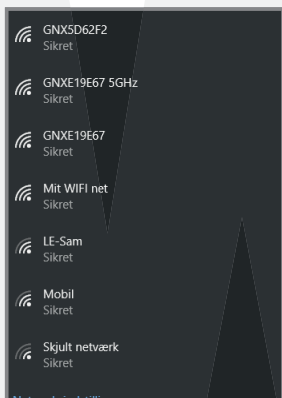 GNX5D62F2
Sikret
GNXE19E67 5GHz
Sikret
GNXE19E67
Sikret
Mit WIFI net
Sikret
LE-Sam
Sikret
Mobil
Sikret
Skjult netværk
Sikret